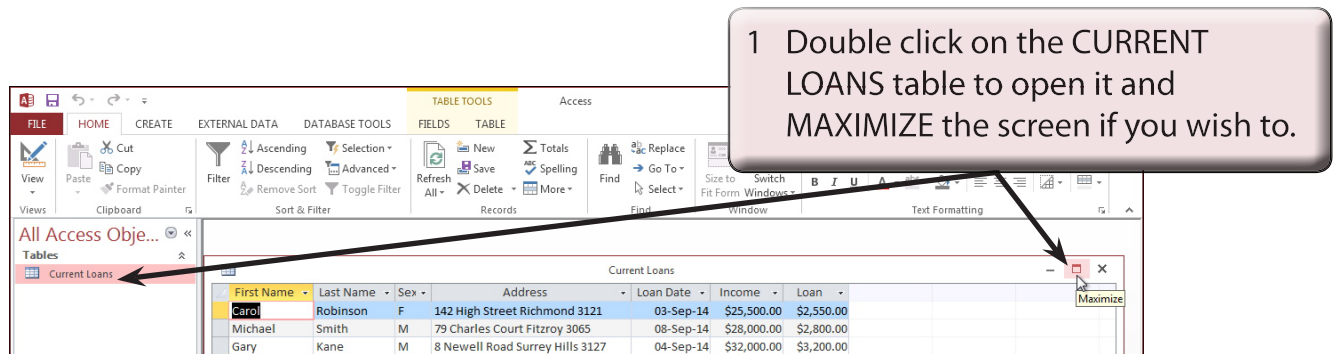 1 Double click on the CURRENT
LOANS table to open it and
MAXIMIZE the screen if you wish to.
TABLE TOOLS Access
FILE HOME CREATE EXTERNAL DATA DATABASE TOOLS FIELDS TABLE
Cut Ascending Selection New Totals Replace
Copy Descending Advanced Save Spelling Go To
View Paste Format Painter Filter Remove Sort Toggle Filter Refresh All Delete More Find Select Size to Fit Form Switch Windows B I U A
Views Clipboard Sort & Filter Records Find Window Text Formatting
All Access Obje...
Tables
Current Loans
Current Loans
Maximize
First Name Last Name Sex Address Loan Date Income Loan
Carol Robinson F 142 High Street Richmond 3121 03-Sep-14 $25,500.00 $2,550.00
Michael Smith M 79 Charles Court Fitzroy 3065 08-Sep-14 $28,000.00 $2,800.00
Gary Kane M 8 Newell Road Surrey Hills 3127 04-Sep-14 $32,000.00 $3,200.00